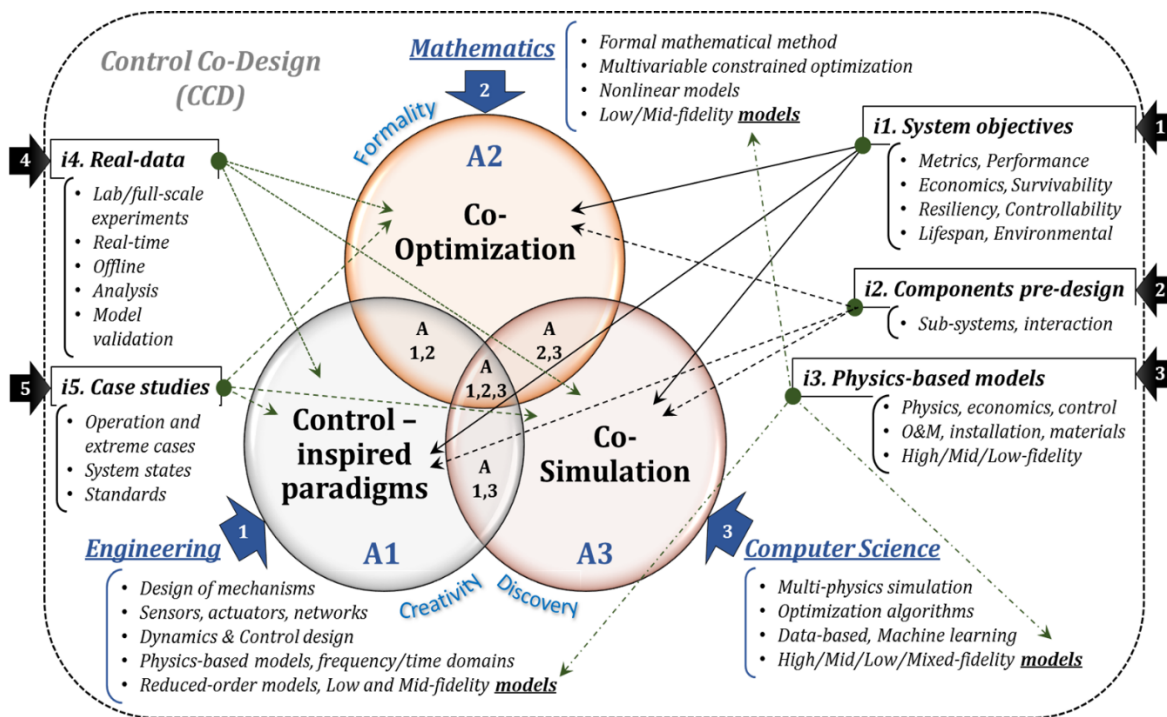 Control Co-Design
(CCD)
Mathematics
2
• Formal mathematical method
• Multivariable constrained optimization
• Nonlinear models
• Low/Mid-fidelity models
4
i4. Real-data
• Lab/full-scale
experiments
• Real-time
• Offline
• Analysis
• Model
validation
5
i5. Case studies
• Operation and
extreme cases
• System states
• Standards
Formality
A2
Co-
Optimization
A
1,2
A
2,3
A
1,2,3
A
1,3
Control –
inspired
paradigms
A1
Creativity
Co-
Simulation
A3
Discovery
1
i1. System objectives
• Metrics, Performance
• Economics, Survivability
• Resiliency, Controllability
• Lifespan, Environmental
2
i2. Components pre-design
• Sub-systems, interaction
3
i3. Physics-based models
• Physics, economics, control
• O&M, installation, materials
• High/Mid/Low-fidelity
Engineering
1
• Design of mechanisms
• Sensors, actuators, networks
• Dynamics & Control design
• Physics-based models, frequency/time domains
• Reduced-order models, Low and Mid-fidelity models
3
Computer Science
• Multi-physics simulation
• Optimization algorithms
• Data-based, Machine learning
• High/Mid/Low/Mixed-fidelity models